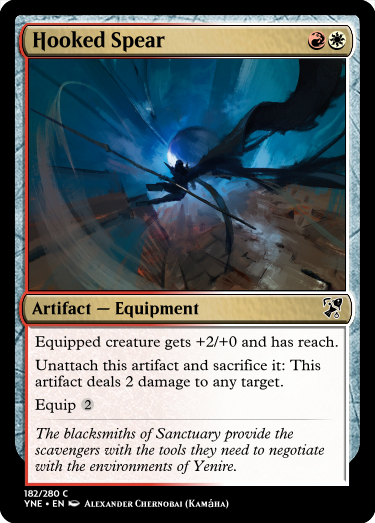 Hooked Spear
Artifact — Equipment
Equipped creature gets +2/+0 and has reach.
Unattach this artifact and sacrifice it: This
artifact deals 2 damage to any target.
Equip 2
The blacksmiths of Sanctuary provide the
scavengers with the tools they need to negotiate
with the environments of Yenire.
182/280 C
YNE • EN Alexander Chernobai (Kamáha)